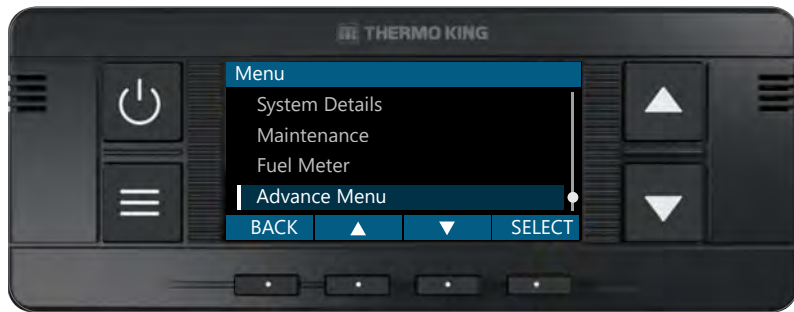 THERMO KING
Menu
System Details
Maintenance
Fuel Meter
Advance Menu
BACK ▲ ▼ SELECT